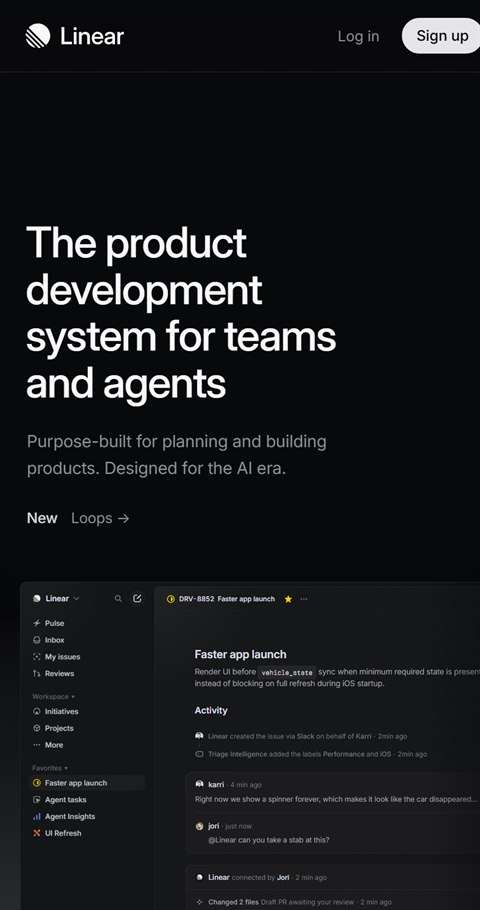 Linear
Log in
Sign up
The product
development
system for teams
and agents
Purpose-built for planning and building
products. Designed for the AI era.
New Loops →
Linear
Pulse
Inbox
My issues
Reviews
Workspace
Initiatives
Projects
More
Favorites
Faster app launch
Agent tasks
Agent Insights
UI Refresh
DRV-8852 Faster app launch
Faster app launch
Render UI before vehicle_state sync when minimum required state is present
instead of blocking on full refresh during iOS startup.
Activity
Linear created the issue via Slack on behalf of Karri · 2min ago
Triage Intelligence added the labels Performance and iOS · 2min ago
karri · 4 min ago
Right now we show a spinner forever, which makes it look like the car disappeared…
jori · just now
@Linear can you take a stab at this?
Linear connected by Jori · 2 min ago
Changed 2 files Draft PR awaiting your review · 2 min ago